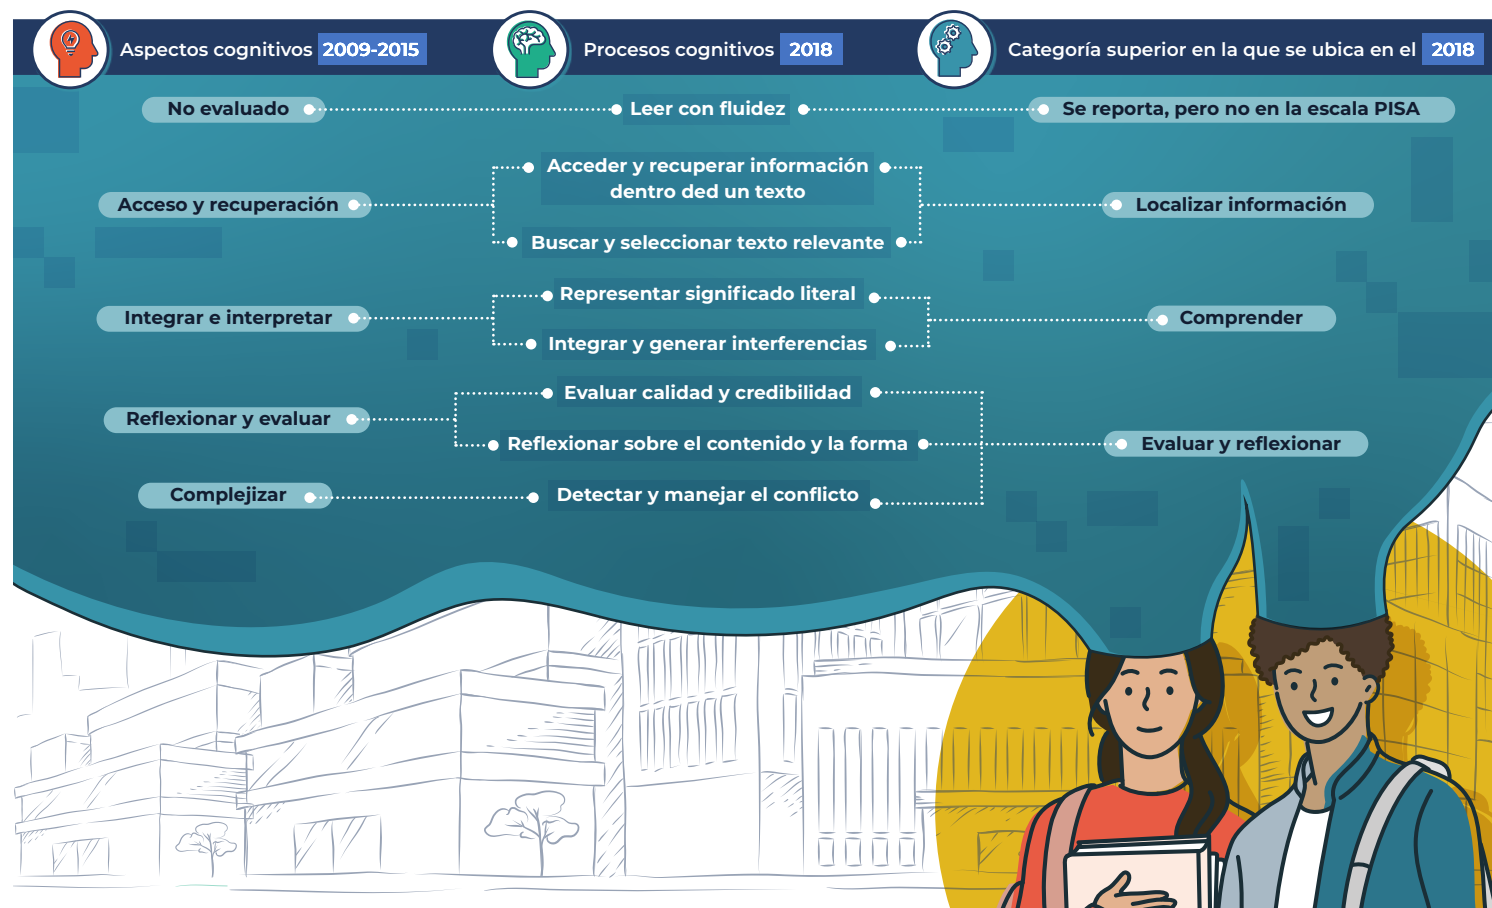 Aspectos cognitivos 2009-2015
Procesos cognitivos 2018
Categoría superior en la que se ubica en el 2018
No evaluado
Leer con fluidez
Se reporta, pero no en la escala PISA
Acceso y recuperación
Acceder y recuperar información
dentro ded un texto
Buscar y seleccionar texto relevante
Localizar información
Integrar e interpretar
Representar significado literal
Integrar y generar interferencias
Comprender
Reflexionar y evaluar
Evaluar calidad y credibilidad
Reflexionar sobre el contenido y la forma
Evaluar y reflexionar
Complejizar
Detectar y manejar el conflicto